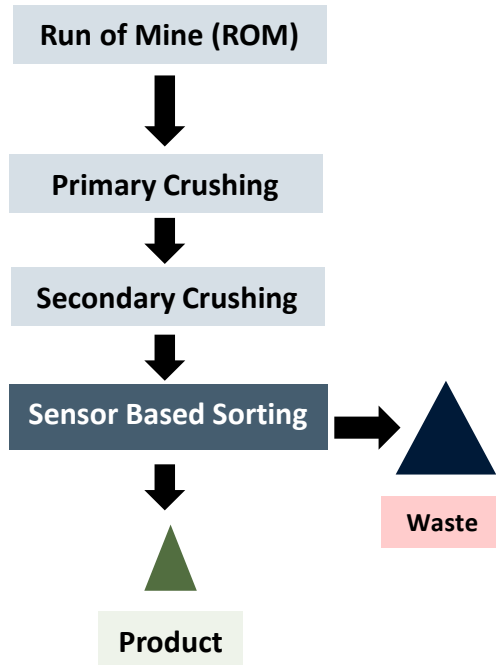 Run of Mine (ROM)
Primary Crushing
Secondary Crushing
Sensor Based Sorting
Waste
Product